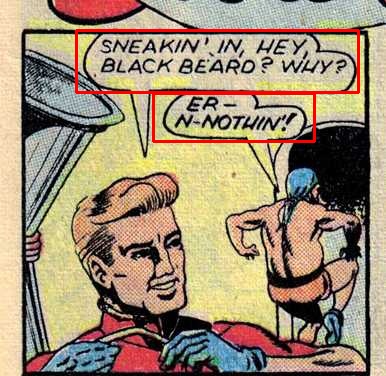 SNEAKIN' IN, HEY,
BLACK BEARD? WHY?
ER-
N-NOTHIN'!